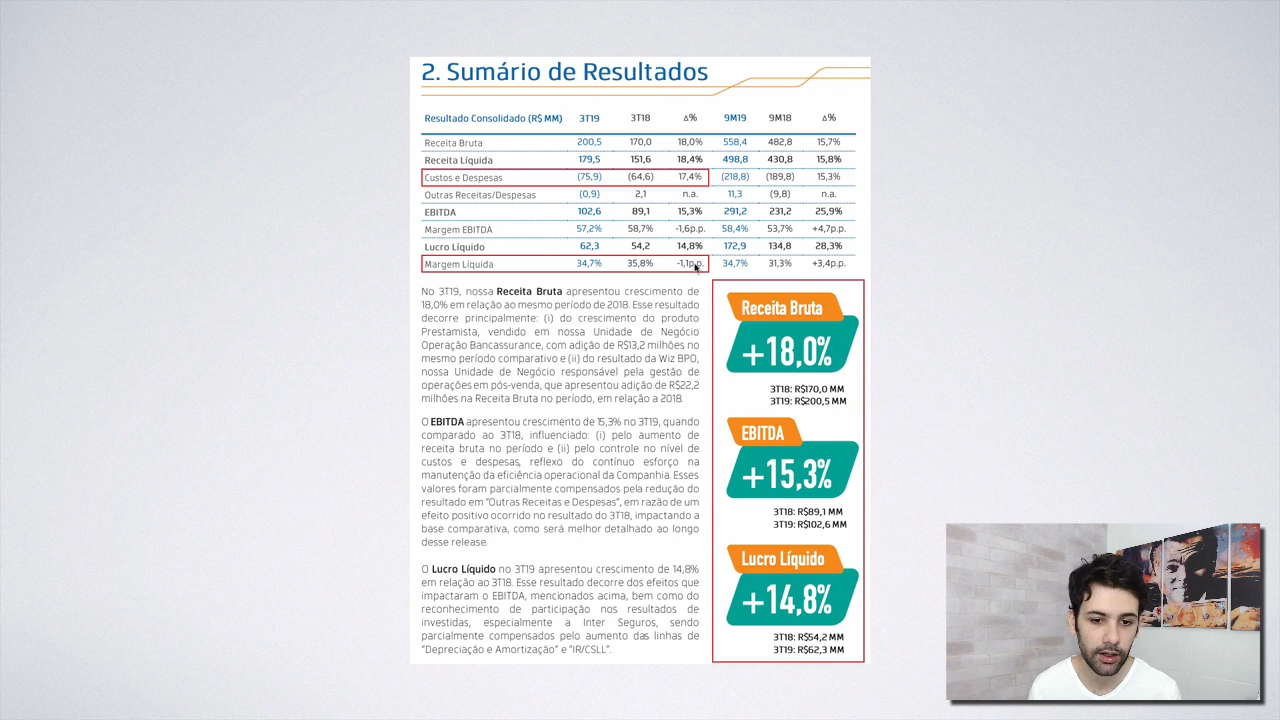 2. Sumário de Resultados
Resultado Consolidado (R$ MM) 3T19 3T18 Δ% 9M19 9M18 Δ%
Receita Bruta 200,5 170,0 18,0% 558,4 482,8 15,7%
Receita Líquida 179,5 151,6 18,4% 498,8 430,8 15,8%
Custos e Despesas (75,9) (64,6) 17,4% (218,8) (189,8) 15,3%
Outras Receitas/Despesas (0,9) 2,1 n.a. 11,3 (9,8) n.a.
EBITDA 102,6 89,1 15,3% 291,2 231,2 25,9%
Margem EBITDA 57,2% 58,7% -1,6p.p. 58,4% 53,7% +4,7p.p.
Lucro Líquido 62,3 54,2 14,8% 172,9 134,8 28,3%
Margem Líquida 34,7% 35,8% -1,1p.p. 34,7% 31,3% +3,4p.p.
No 3T19, nossa Receita Bruta apresentou crescimento de
18,0% em relação ao mesmo período de 2018. Esse resultado
decorre principalmente: (i) do crescimento do produto
Prestamista, vendido em nossa Unidade de Negócio
Operação Bancassurance, com adição de R$13,2 milhões no
mesmo período comparativo e (ii) do resultado da Wiz BPO,
nossa Unidade de Negócio responsável pela gestão de
operações em pós-venda, que apresentou adição de R$22,2
milhões na Receita Bruta no período, em relação a 2018.
O EBITDA apresentou crescimento de 15,3% no 3T19, quando
comparado ao 3T18, influenciado: (i) pelo aumento de
receita bruta no período e (ii) pelo controle no nível de
custos e despesas, reflexo do contínuo esforço na
manutenção da eficiência operacional da Companhia. Esses
valores foram parcialmente compensados pela redução do
resultado em "Outras Receitas e Despesas", em razão de um
efeito positivo ocorrido no resultado do 3T18, impactando a
base comparativa, como será melhor detalhado ao longo
desse release.
O Lucro Líquido no 3T19 apresentou crescimento de 14,8%
em relação ao 3T18. Esse resultado decorre dos efeitos que
impactaram o EBITDA, mencionados acima, bem como do
reconhecimento de participação nos resultados de
investidas, especialmente a Inter Seguros, sendo
parcialmente compensados pelo aumento das linhas de
"Depreciação e Amortização" e "IR/CSLL".
Receita Bruta
+18,0%
3T18: R$170,0 MM
3T19: R$200,5 MM
EBITDA
+15,3%
3T18: R$89,1 MM
3T19: R$102,6 MM
Lucro Líquido
+14,8%
3T18: R$54,2 MM
3T19: R$62,3 MM